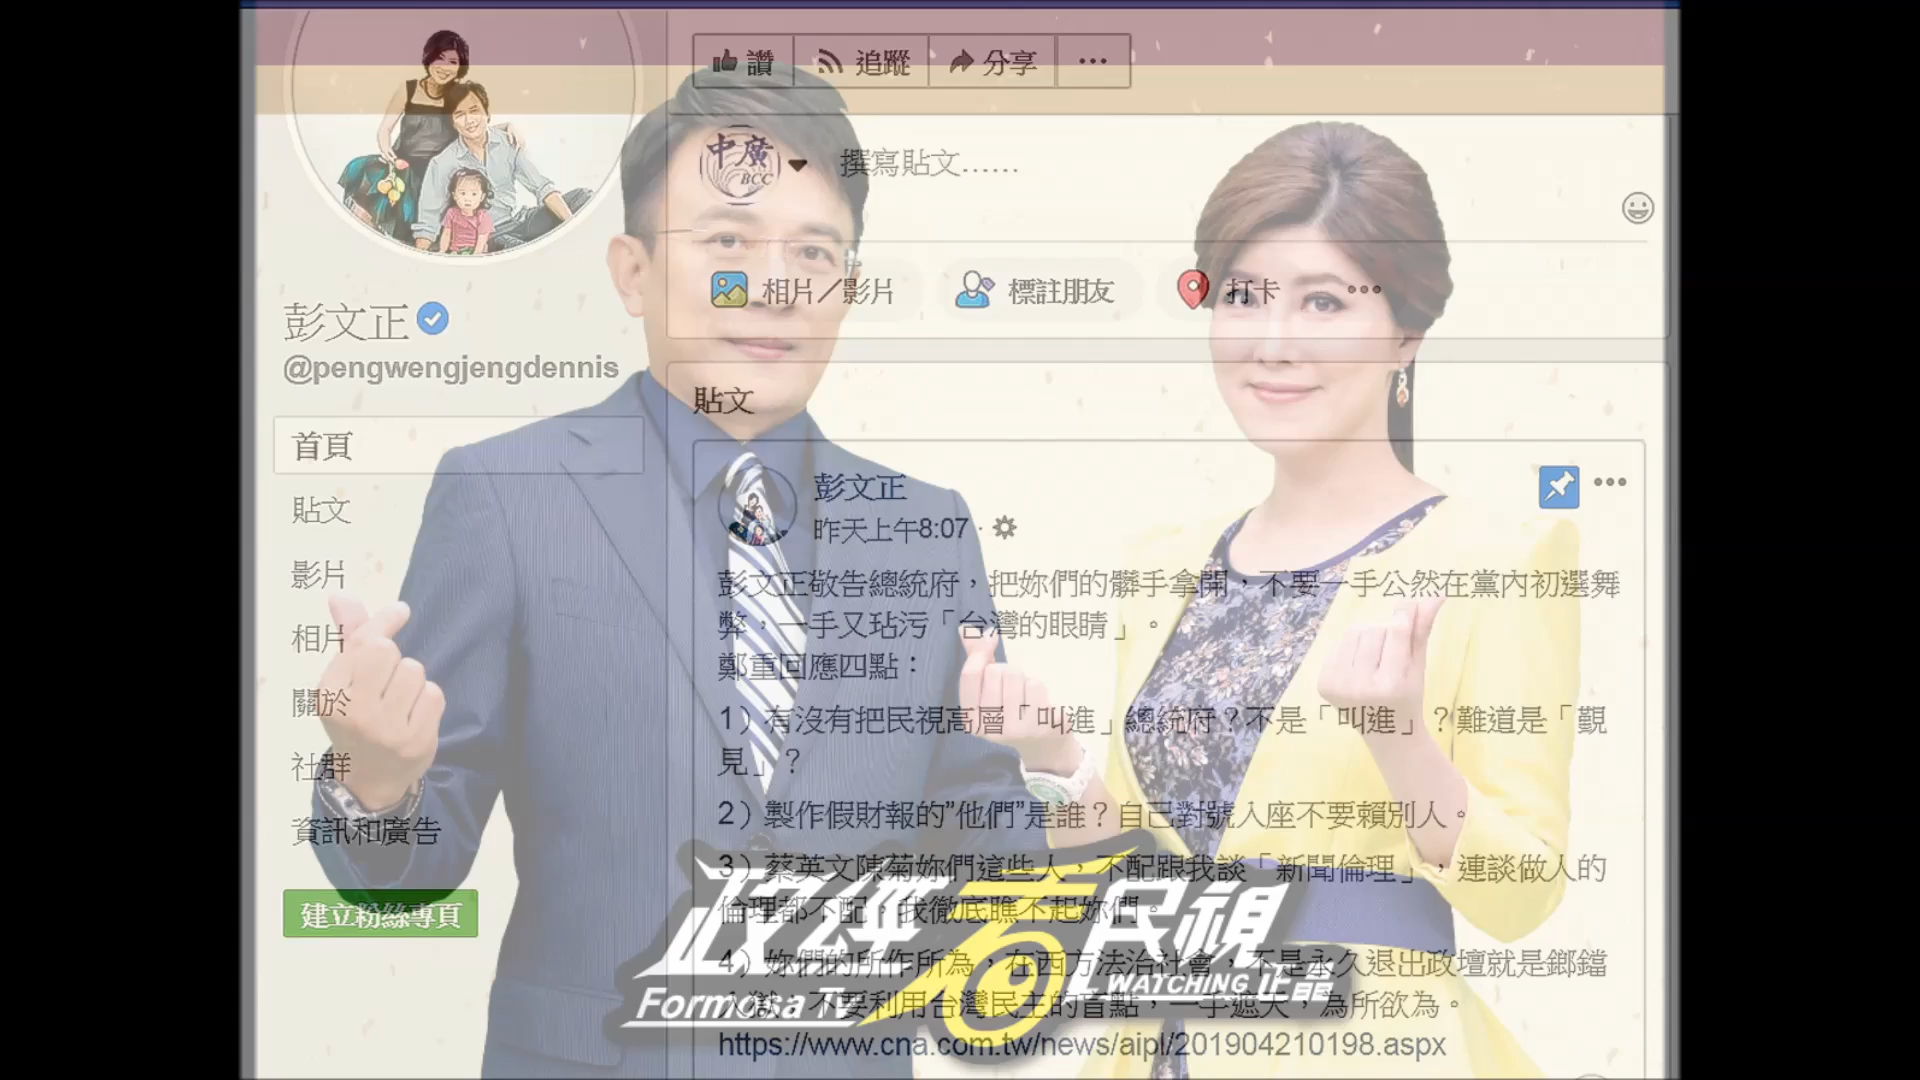 讚 追蹤 分享
中廣
BCC
撰寫貼文......
相片／影片 標註朋友 打卡
彭文正
@pengwengjengdennis
首頁
貼文
影片
相片
關於
社群
資訊和廣告
建立粉絲專頁
貼文
彭文正
昨天上午8:07 ·
彭文正敬告總統府，把妳們的髒手拿開，不要一手公然在黨內初選舞
弊，一手又玷污「台灣的眼睛」。
鄭重回應四點：
1）有沒有把民視高層「叫進」總統府？不是「叫進」？難道是「覲
見」？
2）製作假財報的”他們”是誰？自己對號入座不要賴別人。
3）蔡英文陳菊妳們這些人，不配跟我談「新聞倫理」，連談做人的
倫理都不配。我徹底瞧不起妳們。
4）妳們的所作所為，在西方法治社會，不是永久退出政壇就是鋃鐺
入獄，不要利用台灣民主的盲點，一手遮天，為所欲為。
https://www.cna.com.tw/news/aipl/201904210198.aspx
政經看民視
WATCHING 正晶
Formosa TV